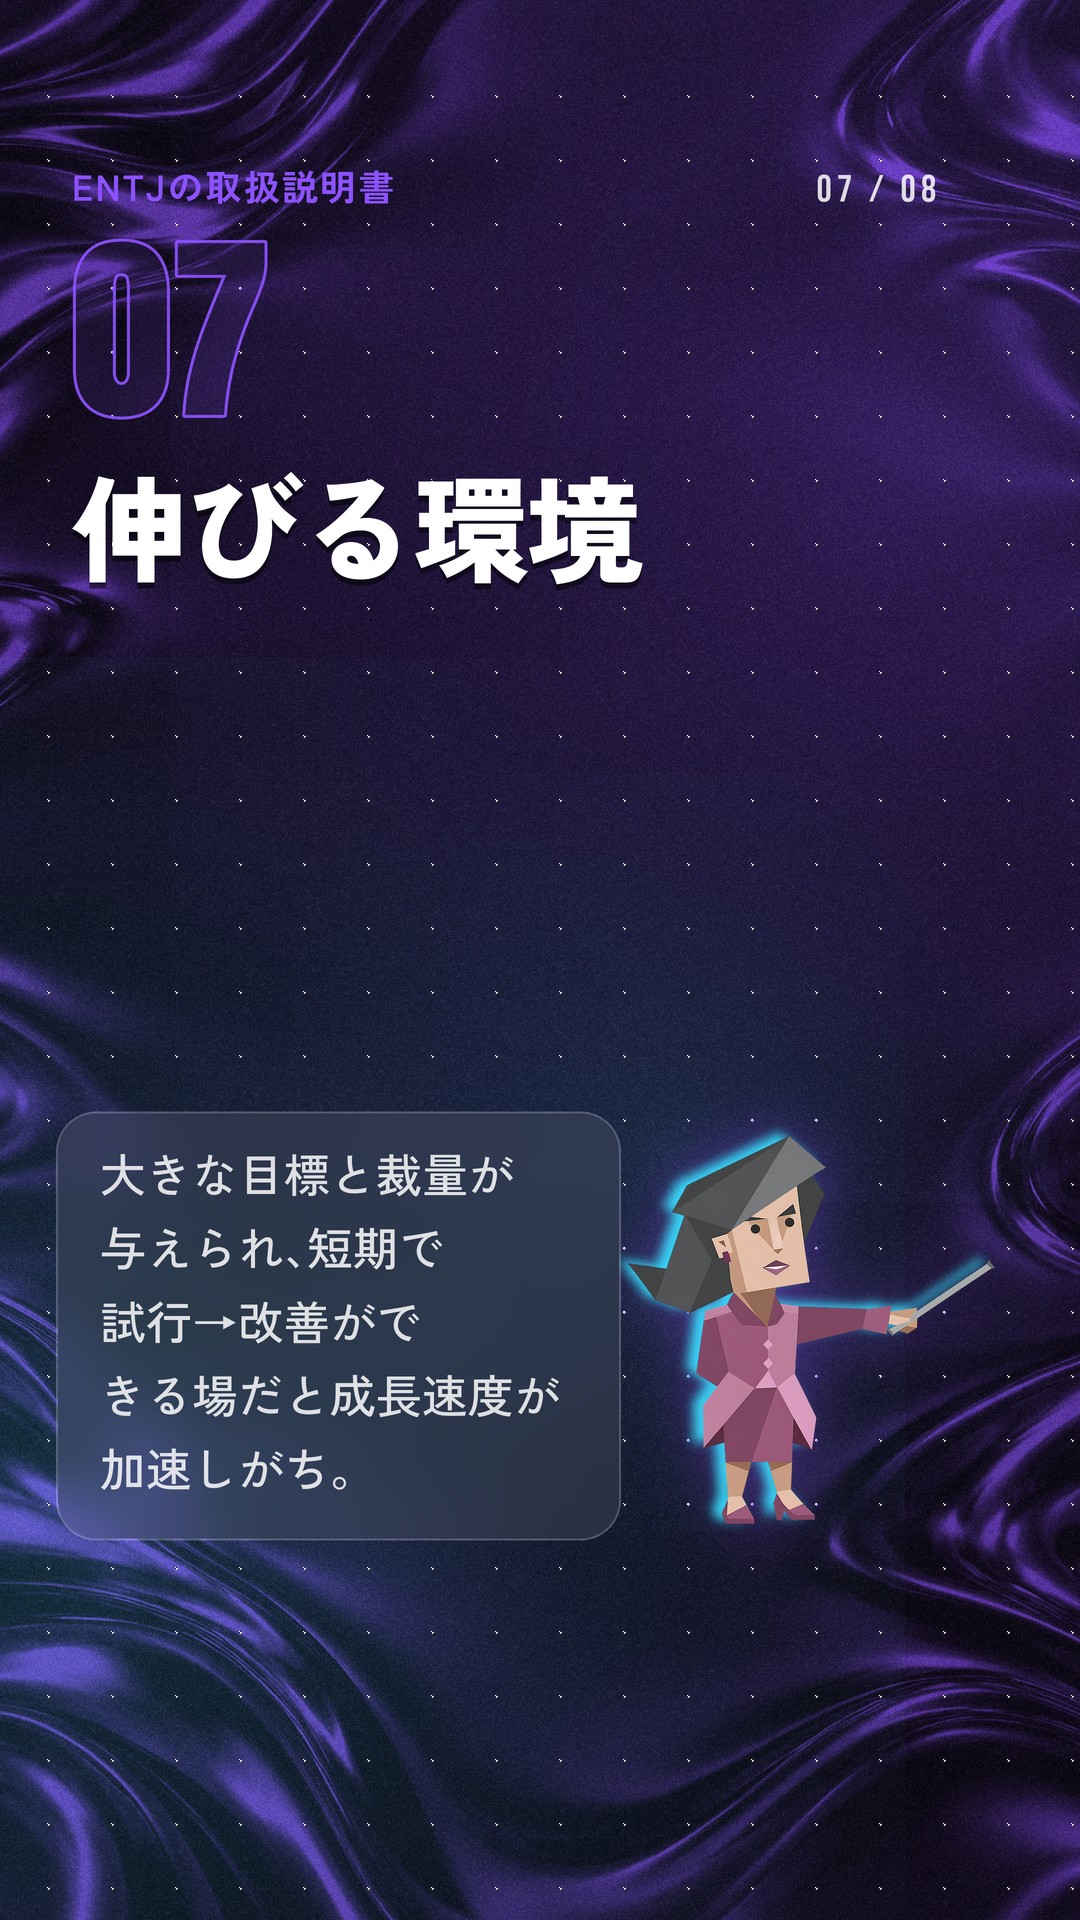 ENTJの取扱説明書
07 / 08
07
伸びる環境
大きな目標と裁量が
与えられ、短期で
試行→改善がで
きる場だと成長速度が
加速しがち。